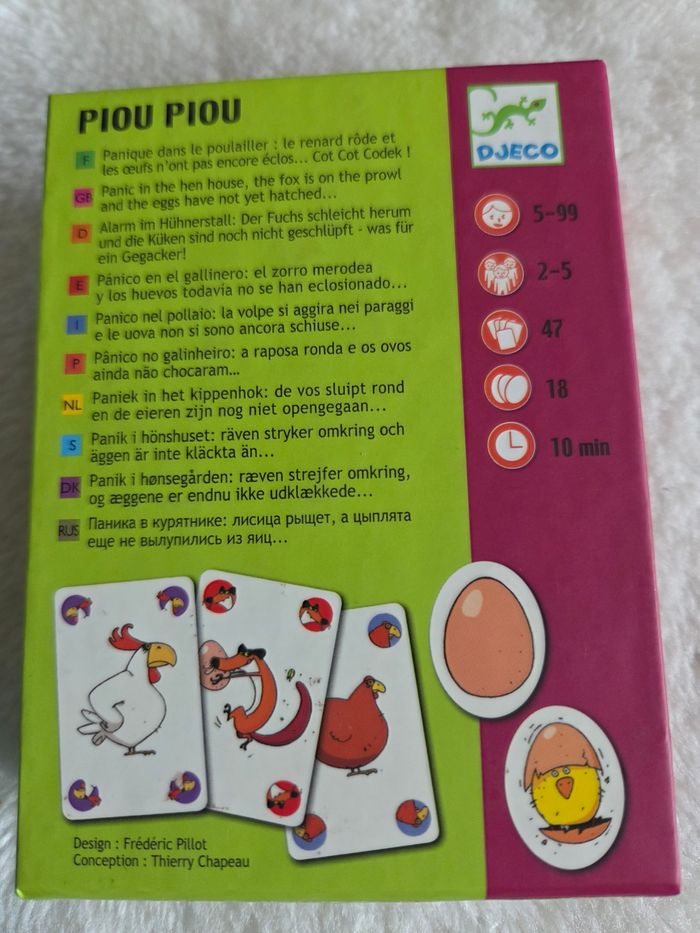 PIOU PIOU
F Panique dans le poulailler : le renard rôde et
les œufs n'ont pas encore éclos... Cot Cot Codek !
GB Panic in the hen house, the fox is on the prowl
and the eggs have not yet hatched...
D Alarm im Hühnerstall: Der Fuchs schleicht herum
und die Küken sind noch nicht geschlüpft - was für
ein Gegacker!
E Pánico en el gallinero: el zorro merodea
y los huevos todavia no se han eclosionado...
I Panico nel pollaio: la volpe si aggira nei paraggi
e le uova non si sono ancora schiuse...
P Pânico no galinheiro: a raposa ronda e os ovos
ainda não chocaram...
NL Paniek in het kippenhok: de vos sluipt rond
en de eieren zijn nog niet opengegaan...
S Panik i hönshuset: räven stryker omkring och
äggen är inte kläckta än...
DK Panik i hønsegården: ræven strejfer omkring,
og æggene er endnu ikke udklækkede...
RUS Паника в курятнике: лисица рыщет, а цыплята
еще не вылупились из яиц...
Design : Frédéric Pillot
Conception : Thierry Chapeau
DJECO
5-99
2-5
47
18
10 min